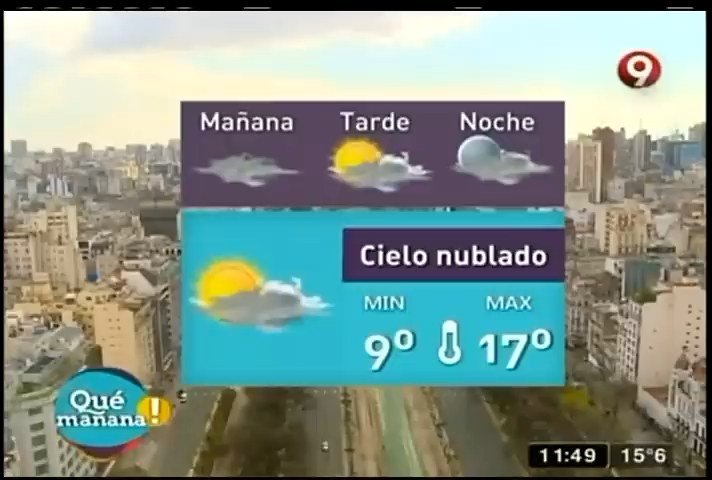 9
Mañana Tarde Noche
Cielo nublado
MIN MAX
9º 17º
Qué
mañana!
11:49 15°6